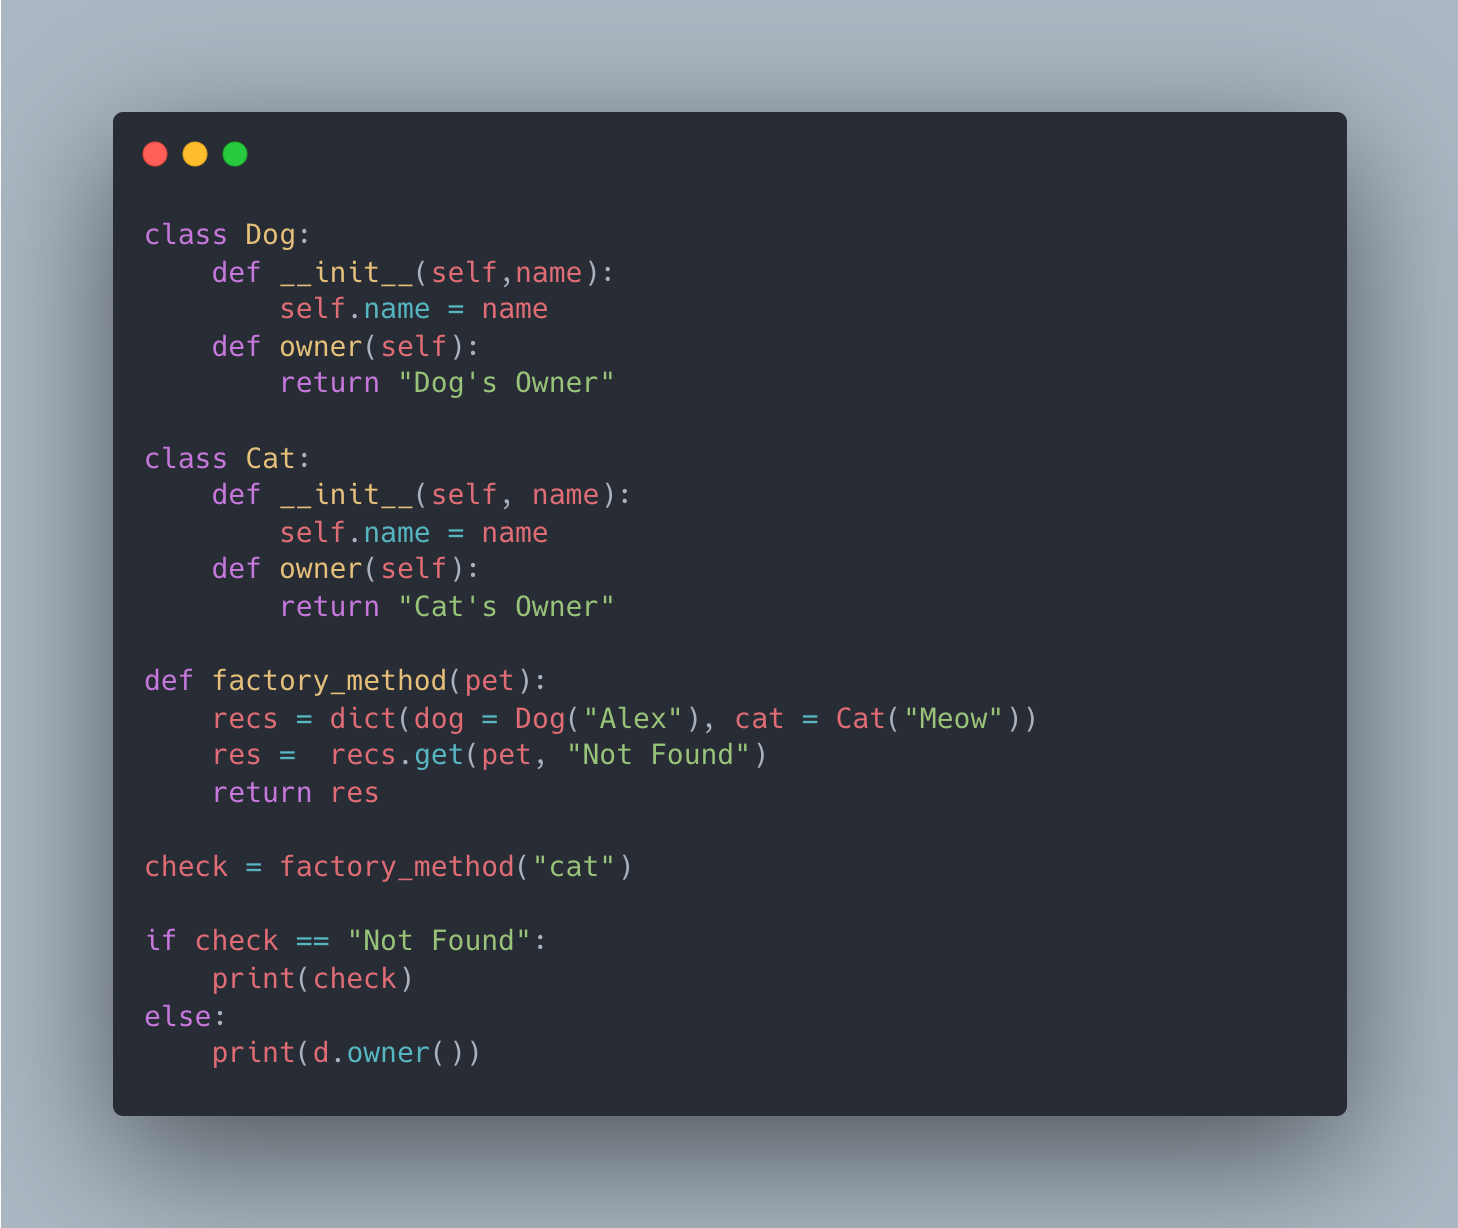 class Dog:
    def __init__(self,name):
        self.name = name
    def owner(self):
        return "Dog's Owner"

class Cat:
    def __init__(self, name):
        self.name = name
    def owner(self):
        return "Cat's Owner"

def factory_method(pet):
    recs = dict(dog = Dog("Alex"), cat = Cat("Meow"))
    res =  recs.get(pet, "Not Found")
    return res

check = factory_method("cat")

if check == "Not Found":
    print(check)
else:
    print(d.owner())